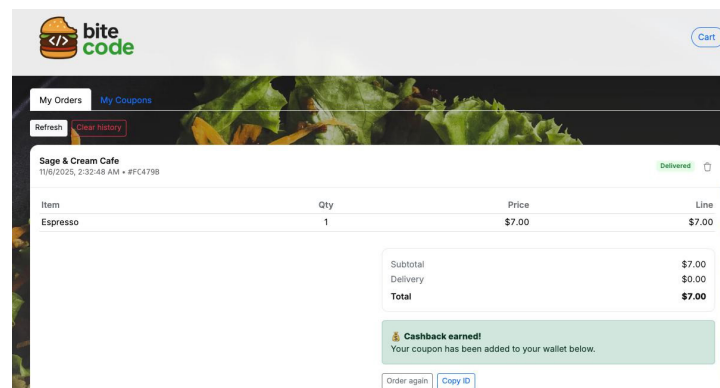 bite
code
</>
Cart
My Orders My Coupons
Refresh Clear history
Sage & Cream Cafe
11/6/2025, 2:32:48 AM • #FC479B
Delivered
Item Qty Price Line
Espresso 1 $7.00 $7.00
Subtotal $7.00
Delivery $0.00
Total $7.00
💰 Cashback earned!
Your coupon has been added to your wallet below.
Order again Copy ID